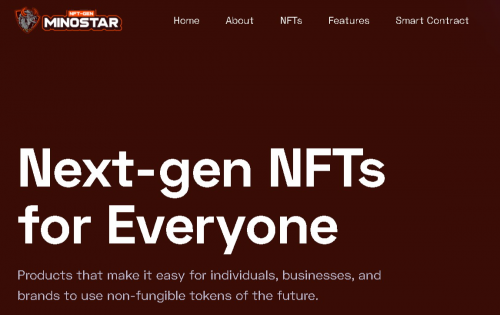 NFT-GEN
MINOSTAR
Home About NFTs Features Smart Contract
Next-gen NFTs
for Everyone
Products that make it easy for individuals, businesses, and
brands to use non-fungible tokens of the future.